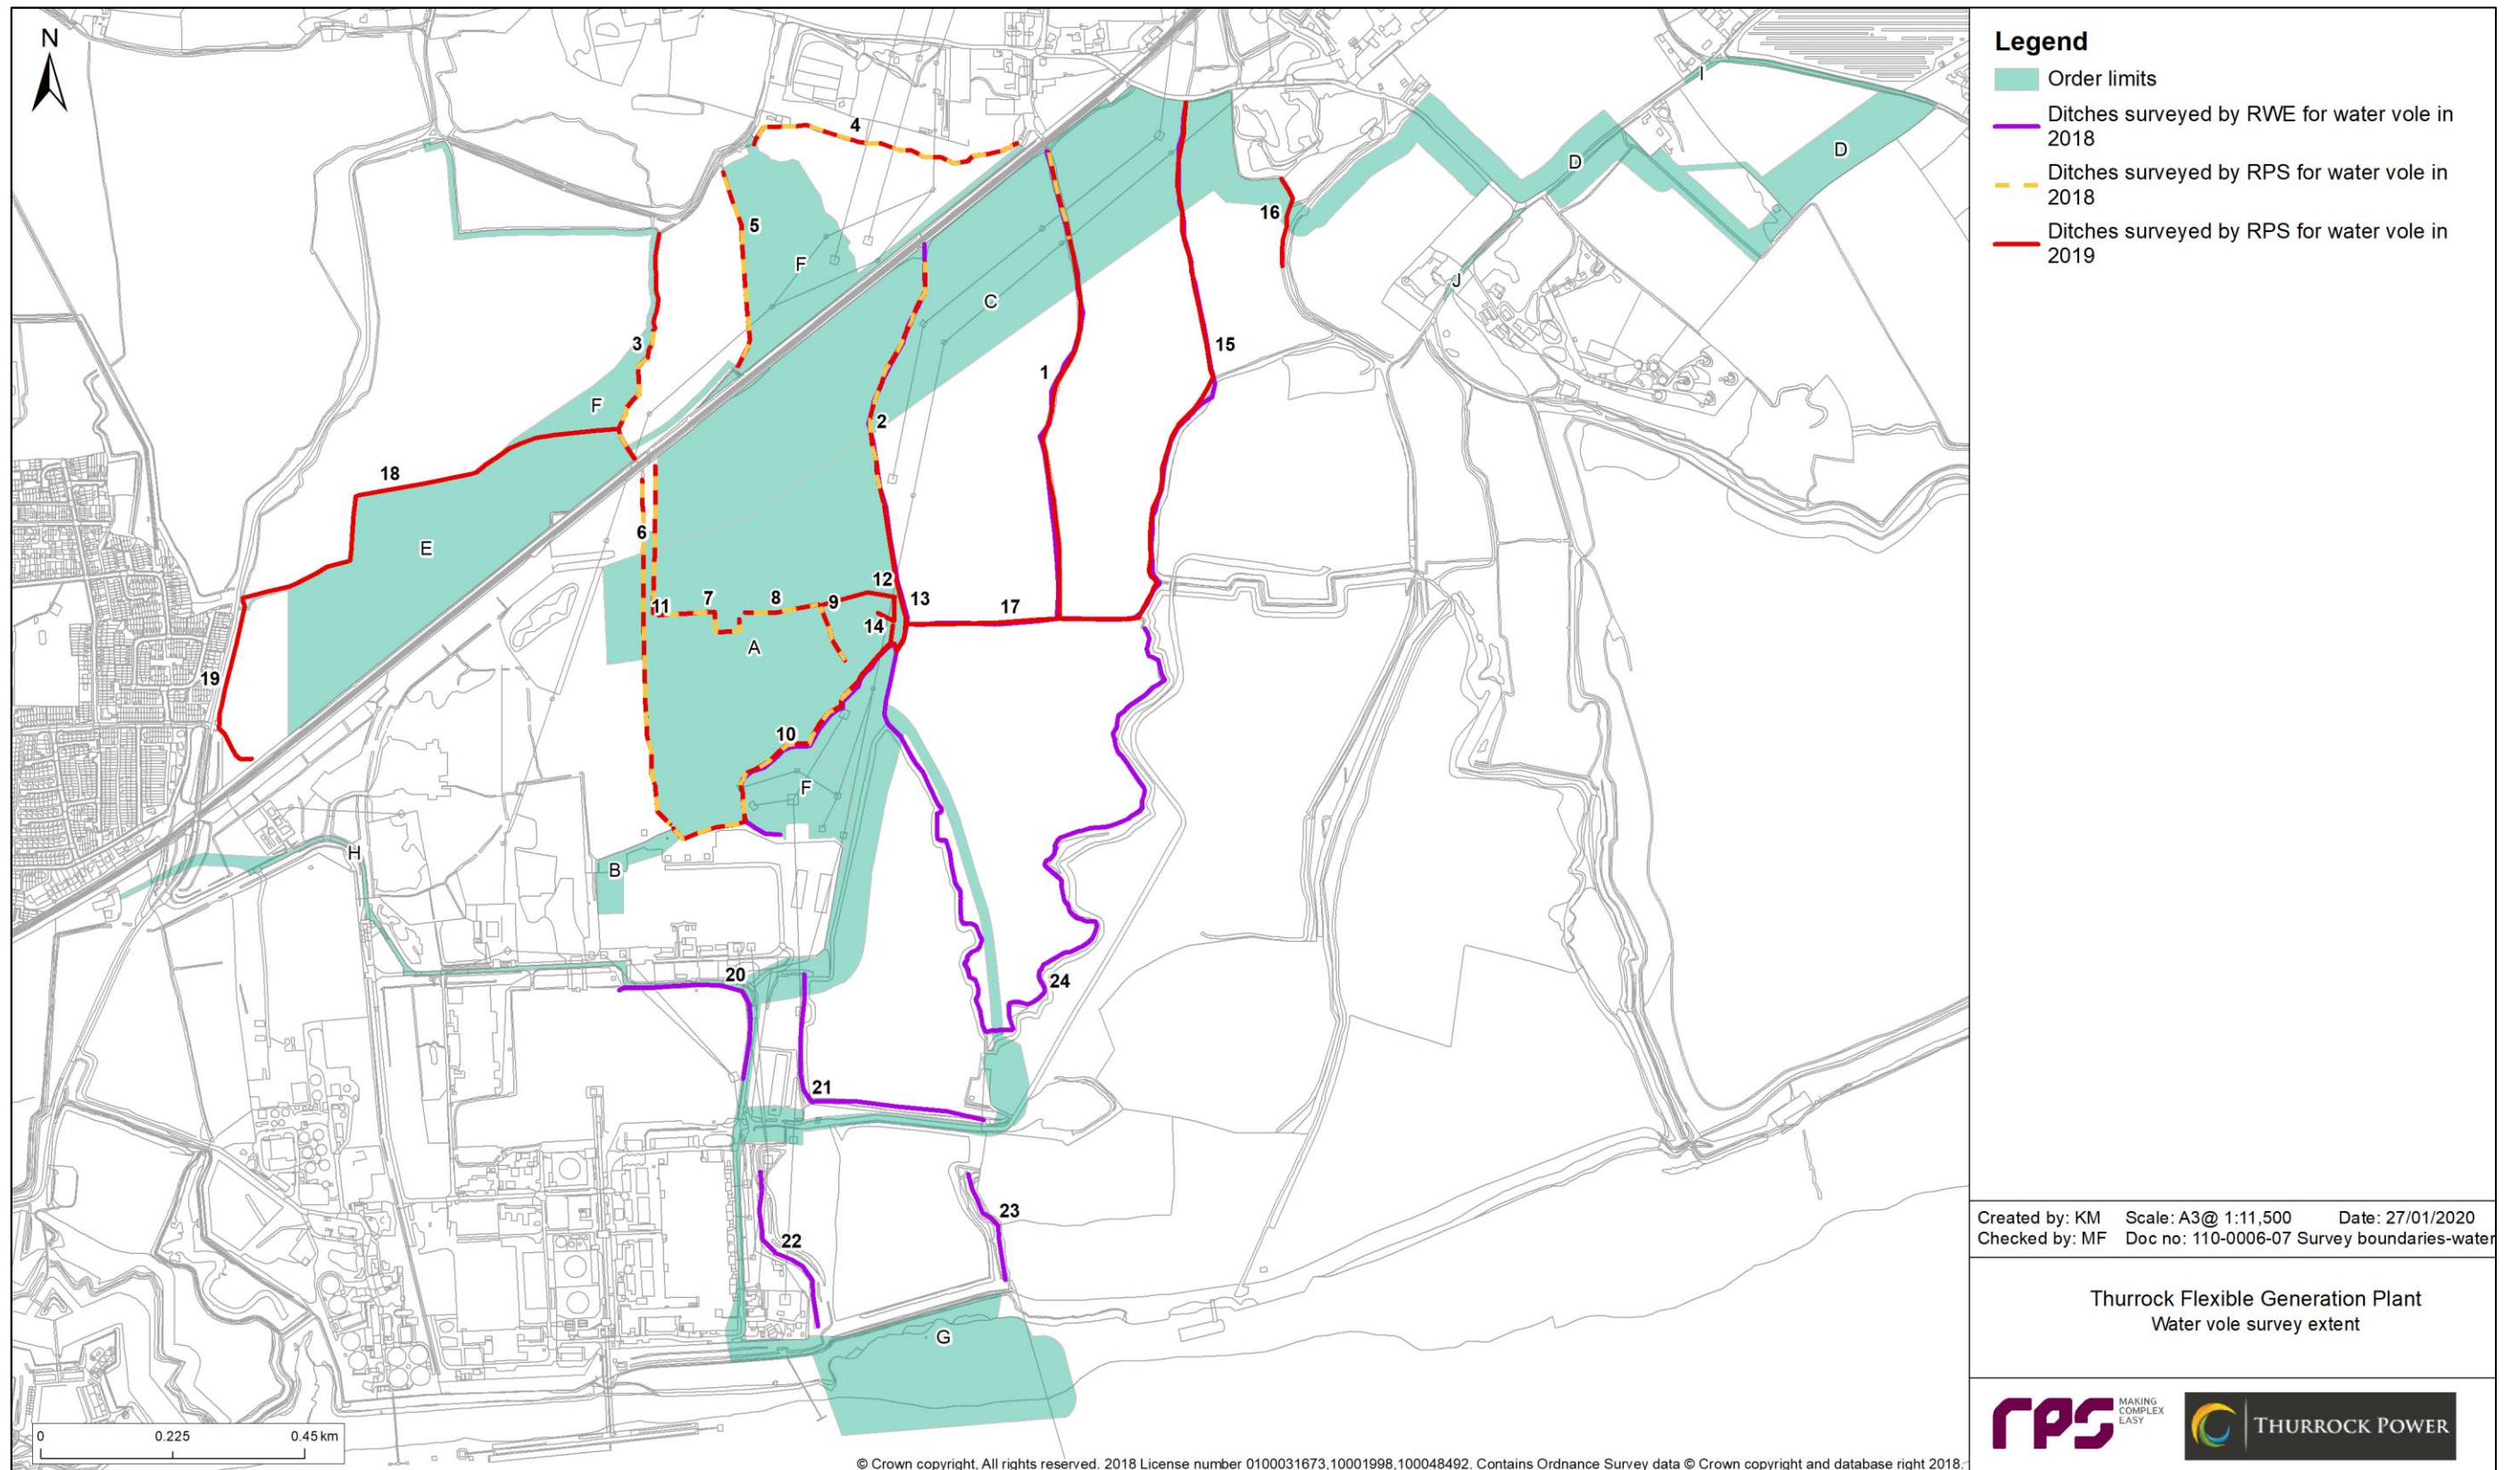 N
4
I
D
D
5
16
F
C
J
3
15
1
F
2
18
6
E
12
13
17
11
7
8
9
14
A
19
10
F
H
B
20
24
21
23
22
G
0
0.225
0.45 km
© Crown copyright, All rights reserved. 2018 License number 0100031673,10001998,100048492. Contains Ordnance Survey data © Crown copyright and database right 2018.
Legend
Order limits
Ditches surveyed by RWE for water vole in
2018
Ditches surveyed by RPS for water vole in
2018
Ditches surveyed by RPS for water vole in
2019
Created by: KM Scale: A3@ 1:11,500 Date: 27/01/2020
Checked by: MF Doc no: 110-0006-07 Survey boundaries-water
Thurrock Flexible Generation Plant
Water vole survey extent
rps
MAKING
COMPLEX
EASY
THURROCK POWER